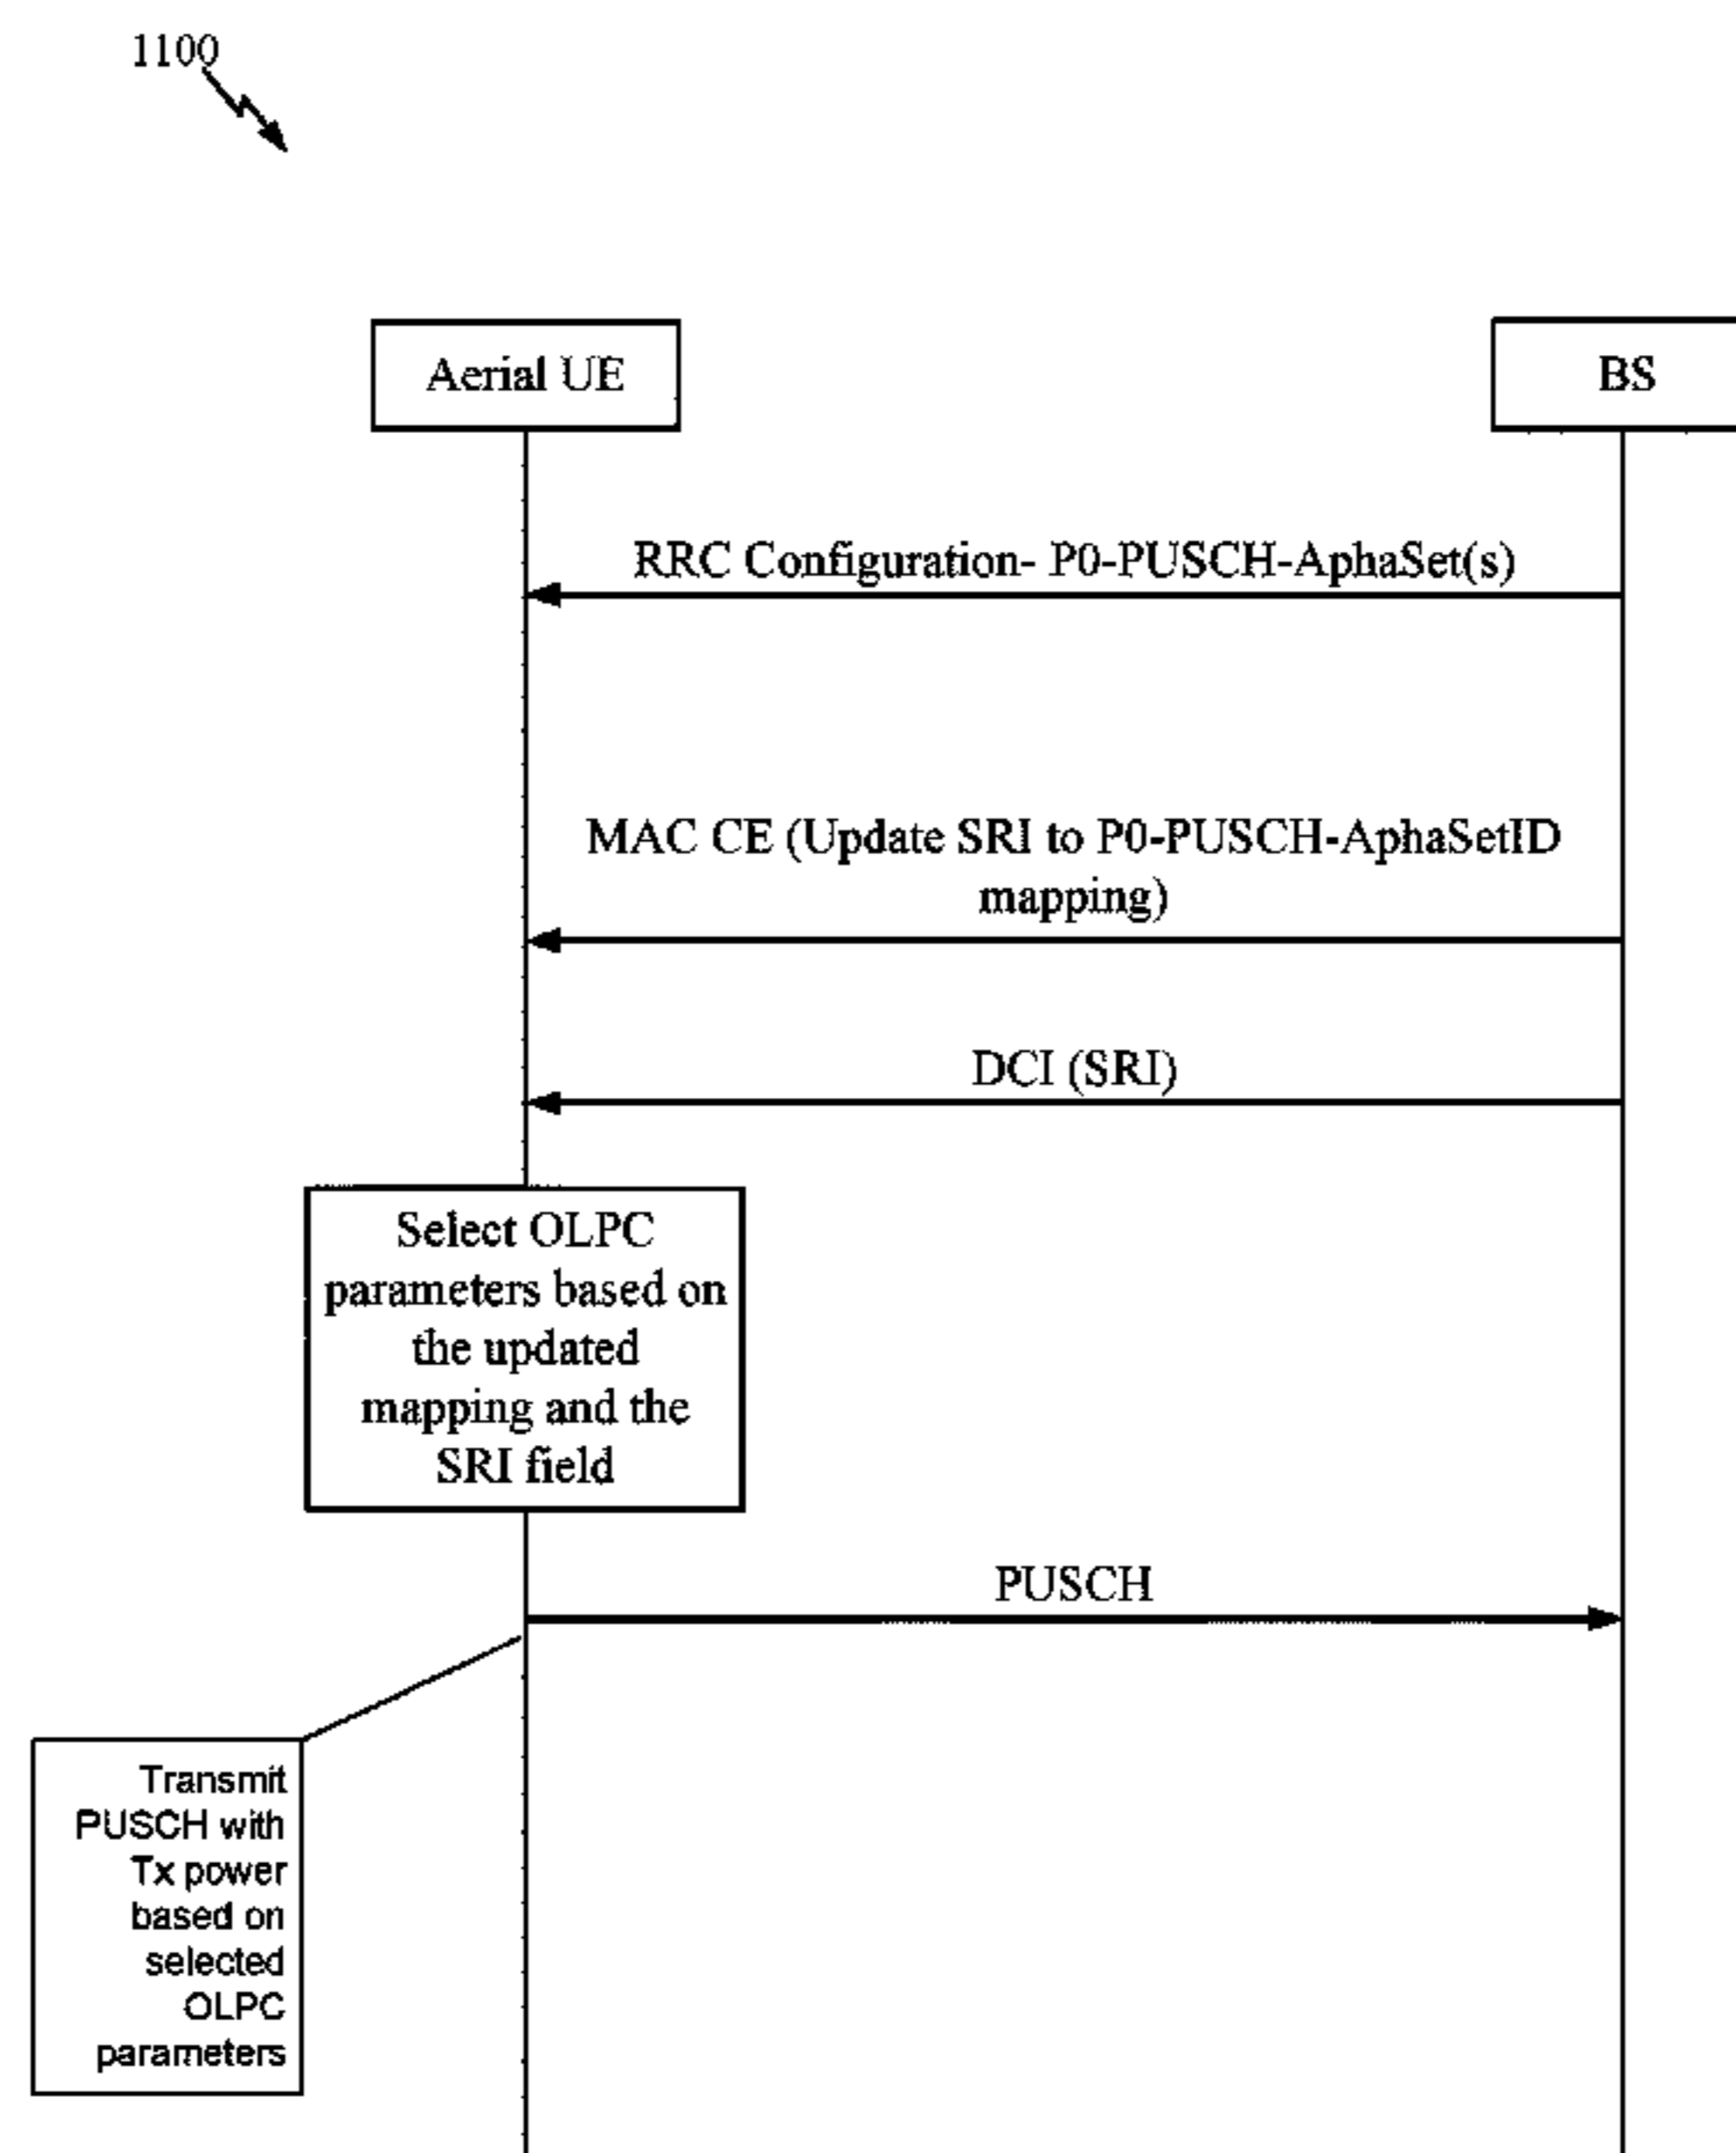 1100
Aerial UE
BS
RRC Configuration- P0-PUSCH-AphaSet(s)
MAC CE (Update SRI to P0-PUSCH-AphaSetID
mapping)
DCI (SRI)
Select OLPC
parameters based on
the updated
mapping and the
SRI field
PUSCH
Transmit
PUSCH with
Tx power
based on
selected
OLPC
parameters